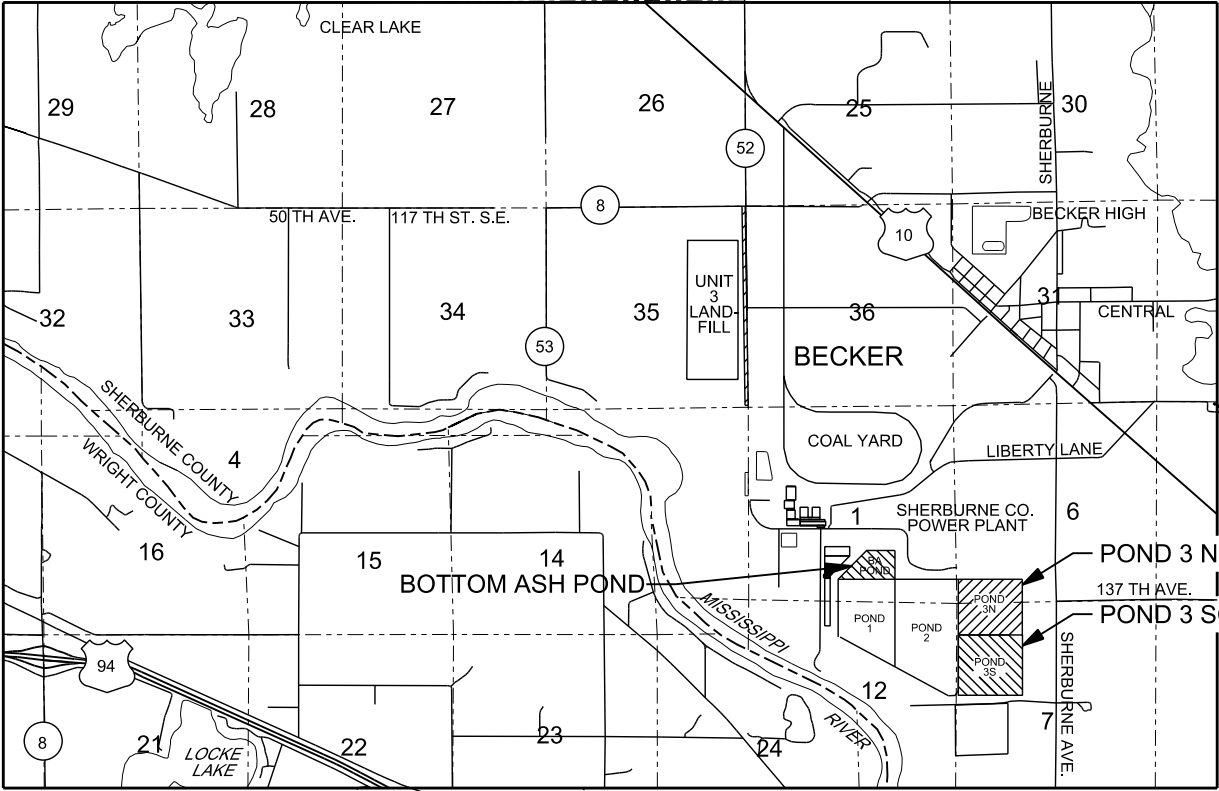 CLEAR LAKE
29
28
27
26
25
30
SHERBURNE
52
8
50 TH AVE.
117 TH ST. S.E.
BECKER HIGH
10
UNIT
3
LAND-
FILL
32
33
34
35
36
31
CENTRAL
53
BECKER
SHERBURNE COUNTY
WRIGHT COUNTY
4
COAL YARD
LIBERTY LANE
16
15
14
1
SHERBURNE CO.
POWER PLANT
6
BOTTOM ASH POND
BA
POND
POND 3 N
137 TH AVE.
POND
3N
POND
1
POND
2
POND 3 S
POND
3S
MISSISSIPPI
RIVER
12
7
SHERBURNE AVE.
94
8
21
LOCKE
LAKE
22
23
24